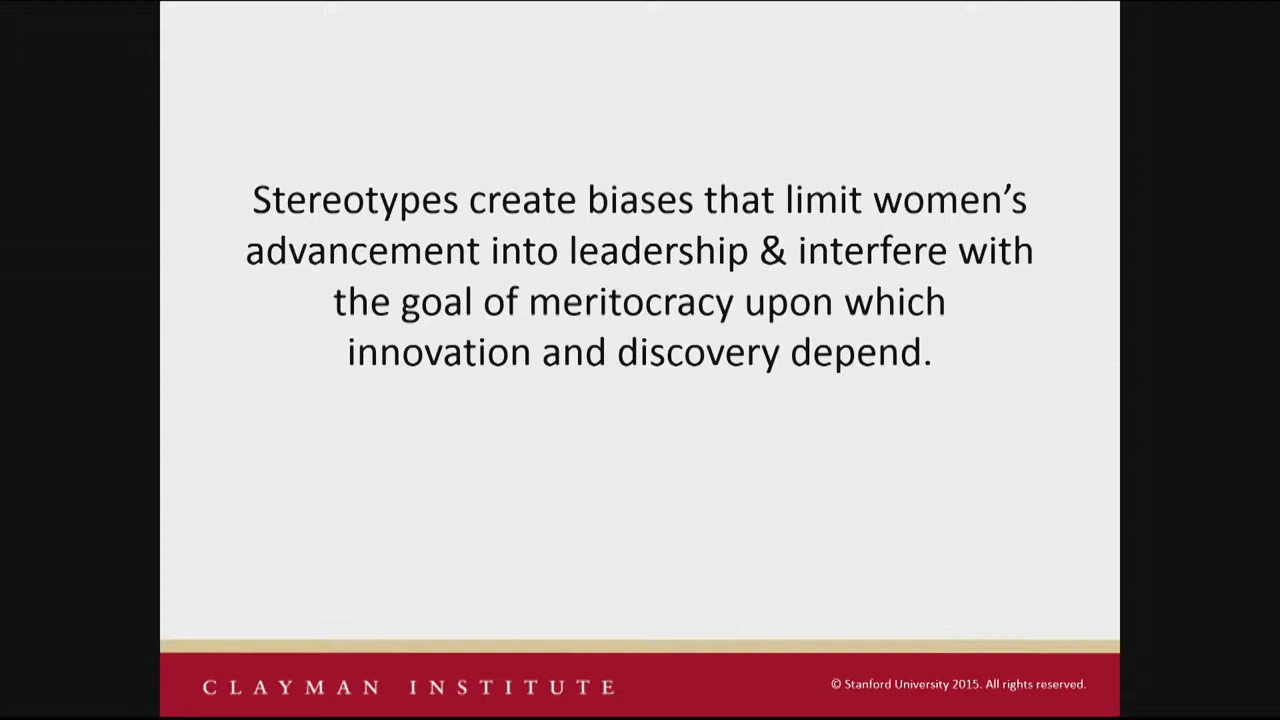 Stereotypes create biases that limit women’s
advancement into leadership & interfere with
the goal of meritocracy upon which
innovation and discovery depend.
CLAYMAN INSTITUTE
© Stanford University 2015. All rights reserved.